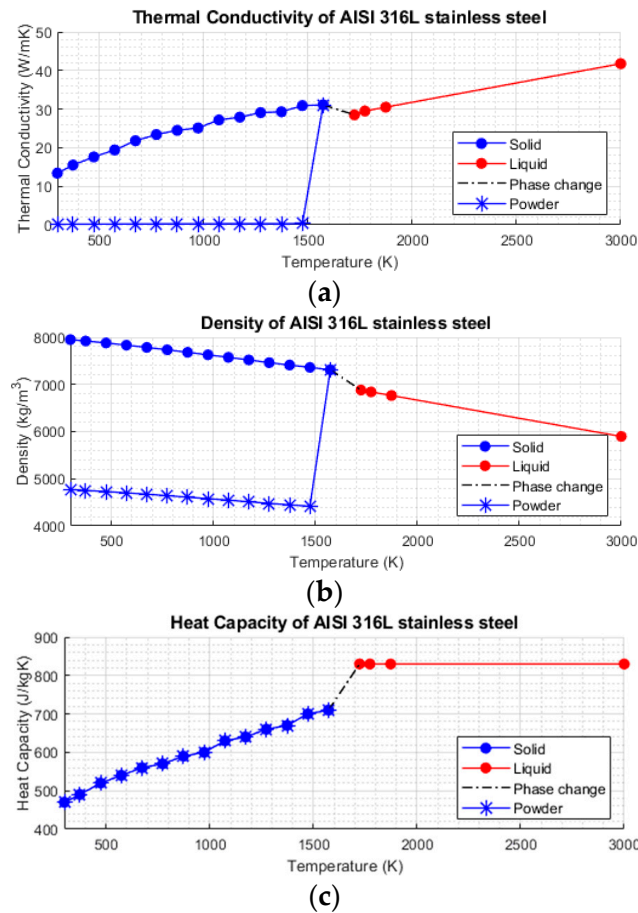 Thermal Conductivity of AISI 316L stainless steel
Thermal Conductivity (W/mK)
50
40
30
20
10
0
Solid
Liquid
Phase change
Powder
500
1000
1500
2000
2500
3000
Temperature (K)
(a)
Density of AISI 316L stainless steel
Density (kg/m³)
8000
7000
6000
5000
4000
Solid
Liquid
Phase change
Powder
500
1000
1500
2000
2500
3000
Temperature (K)
(b)
Heat Capacity of AISI 316L stainless steel
Heat Capacity (J/kgK)
900
800
700
600
500
400
Solid
Liquid
Phase change
Powder
500
1000
1500
2000
2500
3000
Temperature (K)
(c)